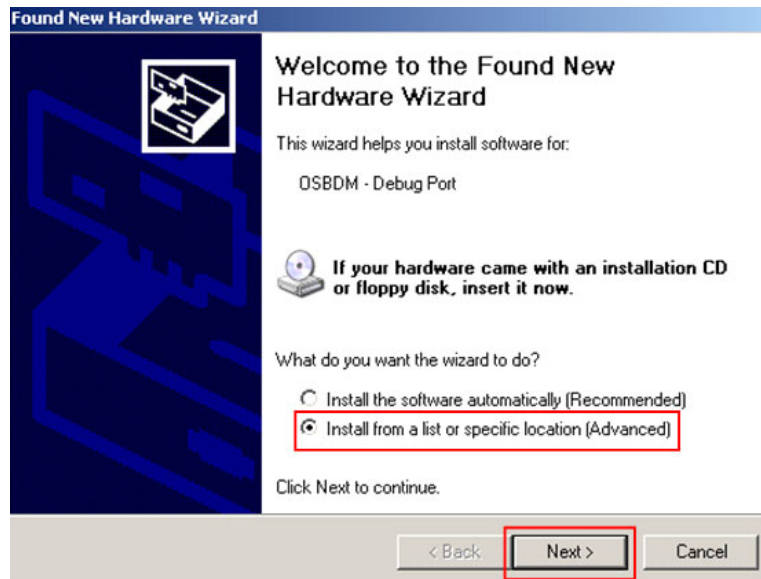 Found New Hardware Wizard
Welcome to the Found New
Hardware Wizard
This wizard helps you install software for:
OSBDM - Debug Port
If your hardware came with an installation CD
or floppy disk, insert it now.
What do you want the wizard to do?
Install the software automatically (Recommended)
Install from a list or specific location (Advanced)
Click Next to continue.
< Back
Next >
Cancel